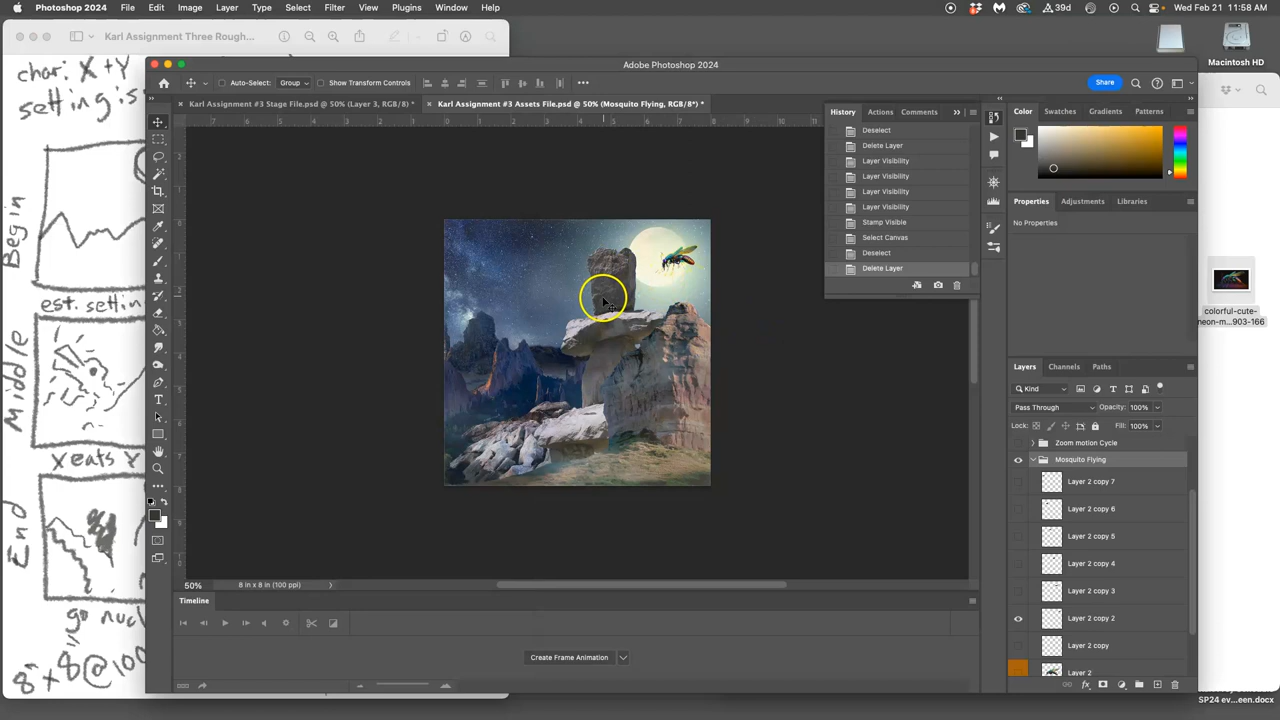 Photoshop 2024 File Edit Image Layer Type Select Filter View Plugins Window Help 39d Wed Feb 21 11:58 AM
Karl Assignment Three Rough...
Macintosh HD
char: X + Y
setting is
Begin
est. settin
Middle
X eats Y
End
go nucl
8" x 8" @ 100
Adobe Photoshop 2024
Auto-Select: Group Show Transform Controls Share
Karl Assignment #3 Stage File.psd @ 50% (Layer 3, RGB/8*) *
Karl Assignment #3 Assets File.psd @ 50% (Mosquito Flying, RGB/8*) *
History Actions Comments
Deselect
Delete Layer
Layer Visibility
Layer Visibility
Layer Visibility
Layer Visibility
Stamp Visible
Select Canvas
Deselect
Delete Layer
Color Swatches Gradients Patterns
Properties Adjustments Libraries
No Properties
Layers Channels Paths
Kind
Pass Through Opacity: 100%
Lock: Fill: 100%
Zoom motion Cycle
Mosquito Flying
Layer 2 copy 7
Layer 2 copy 6
Layer 2 copy 5
Layer 2 copy 4
Layer 2 copy 3
Layer 2 copy 2
Layer 2 copy
Layer 2
50% 8 in x 8 in (100 ppi)
Timeline
Create Frame Animation
colorful-cute-
neon-m...903-166
SP24 ev...een.docx